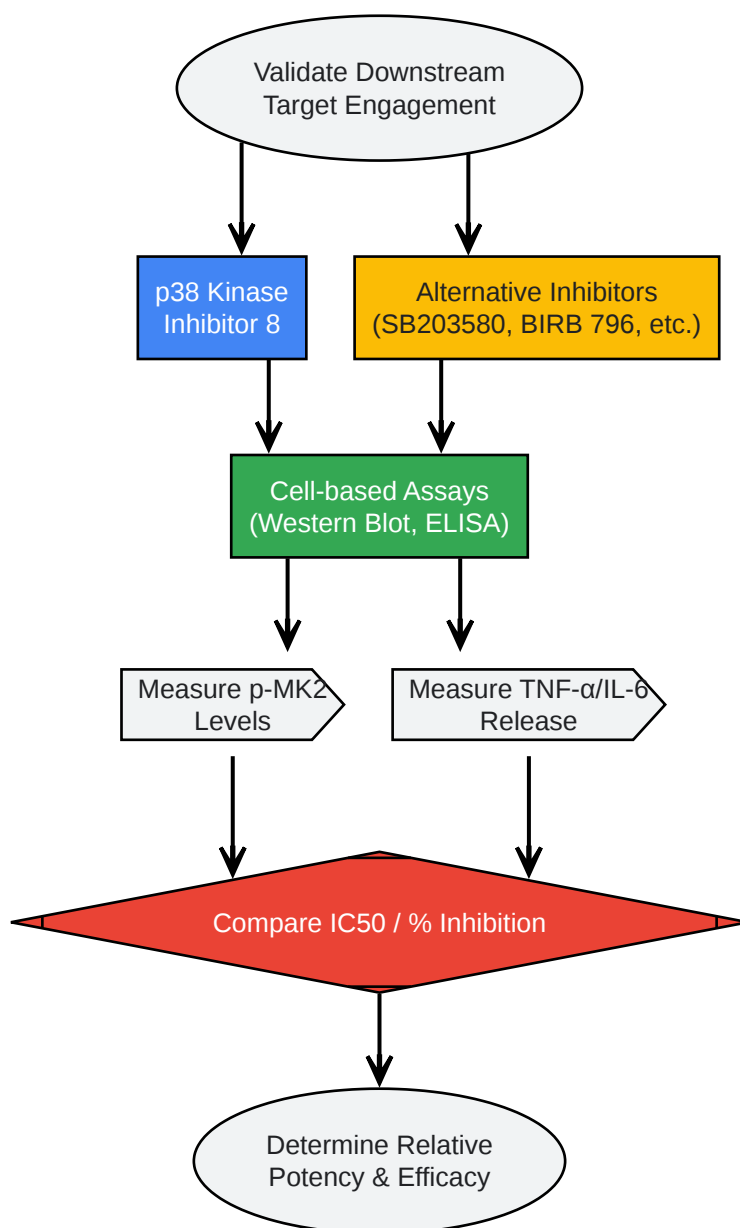 Validate Downstream
Target Engagement
p38 Kinase
Inhibitor 8
Alternative Inhibitors
(SB203580, BIRB 796, etc.)
Cell-based Assays
(Western Blot, ELISA)
Measure p-MK2
Levels
Measure TNF-α/IL-6
Release
Compare IC50 / % Inhibition
Determine Relative
Potency & Efficacy